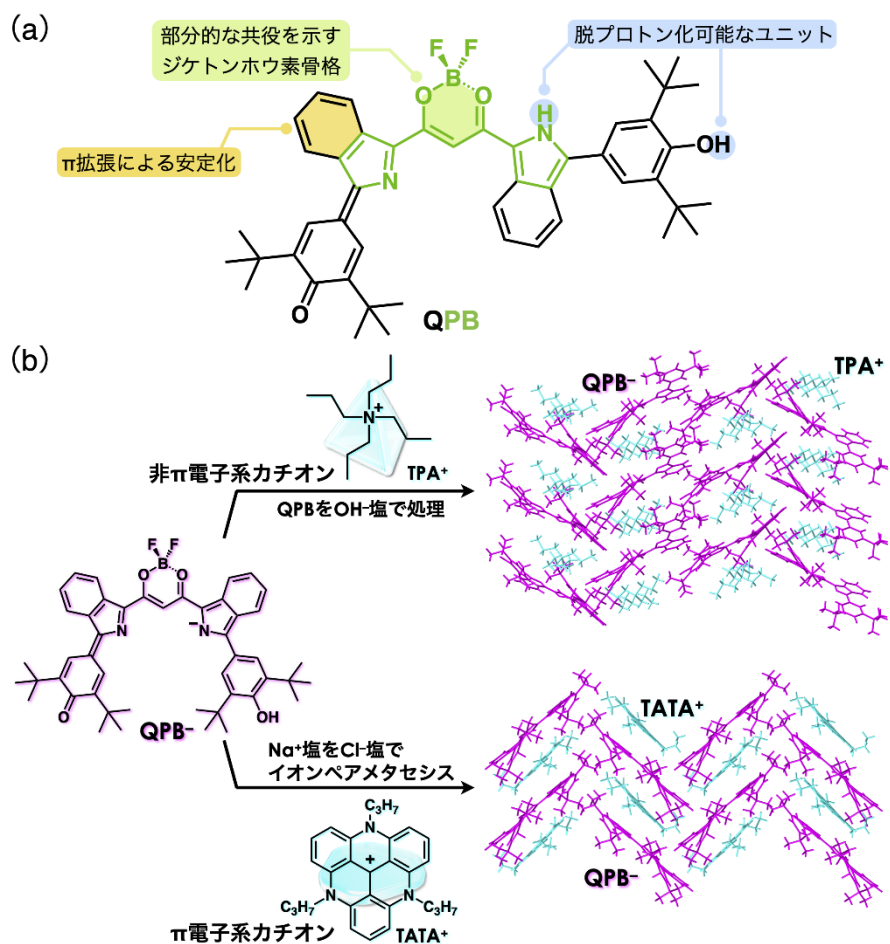 (a)
部分的な共役を示す
ジケトンホウ素骨格
脱プロトン化可能なユニット
F F
B
O O
H
N
OH
π拡張による安定化
N
O
QPB
(b)
QPB⁻
TPA⁺
N⁺
TPA⁺
非π電子系カチオン
QPBをOH⁻塩で処理
F F
B
O O
N
N⁻
O
OH
QPB⁻
TATA⁺
Na⁺塩をCl⁻塩で
イオンペアメタセシス
C₃H₇
N
+
N
N
C₃H₇
C₃H₇
QPB⁻
π電子系カチオン
TATA⁺